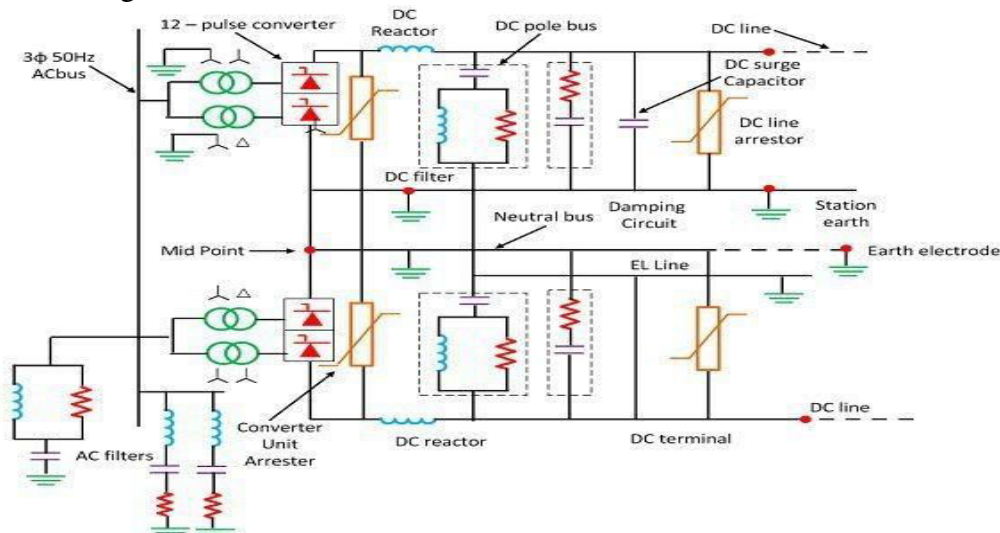 12 – pulse converter
DC
Reactor
DC pole bus
DC line
3ϕ 50Hz
ACbus
DC surge
Capacitor
DC line
arrestor
Δ
DC filter
Damping
Circuit
Station
earth
Neutral bus
Mid Point
Earth electrode
EL Line
Δ
Converter
Unit
Arrester
DC reactor
DC terminal
DC line
AC filters